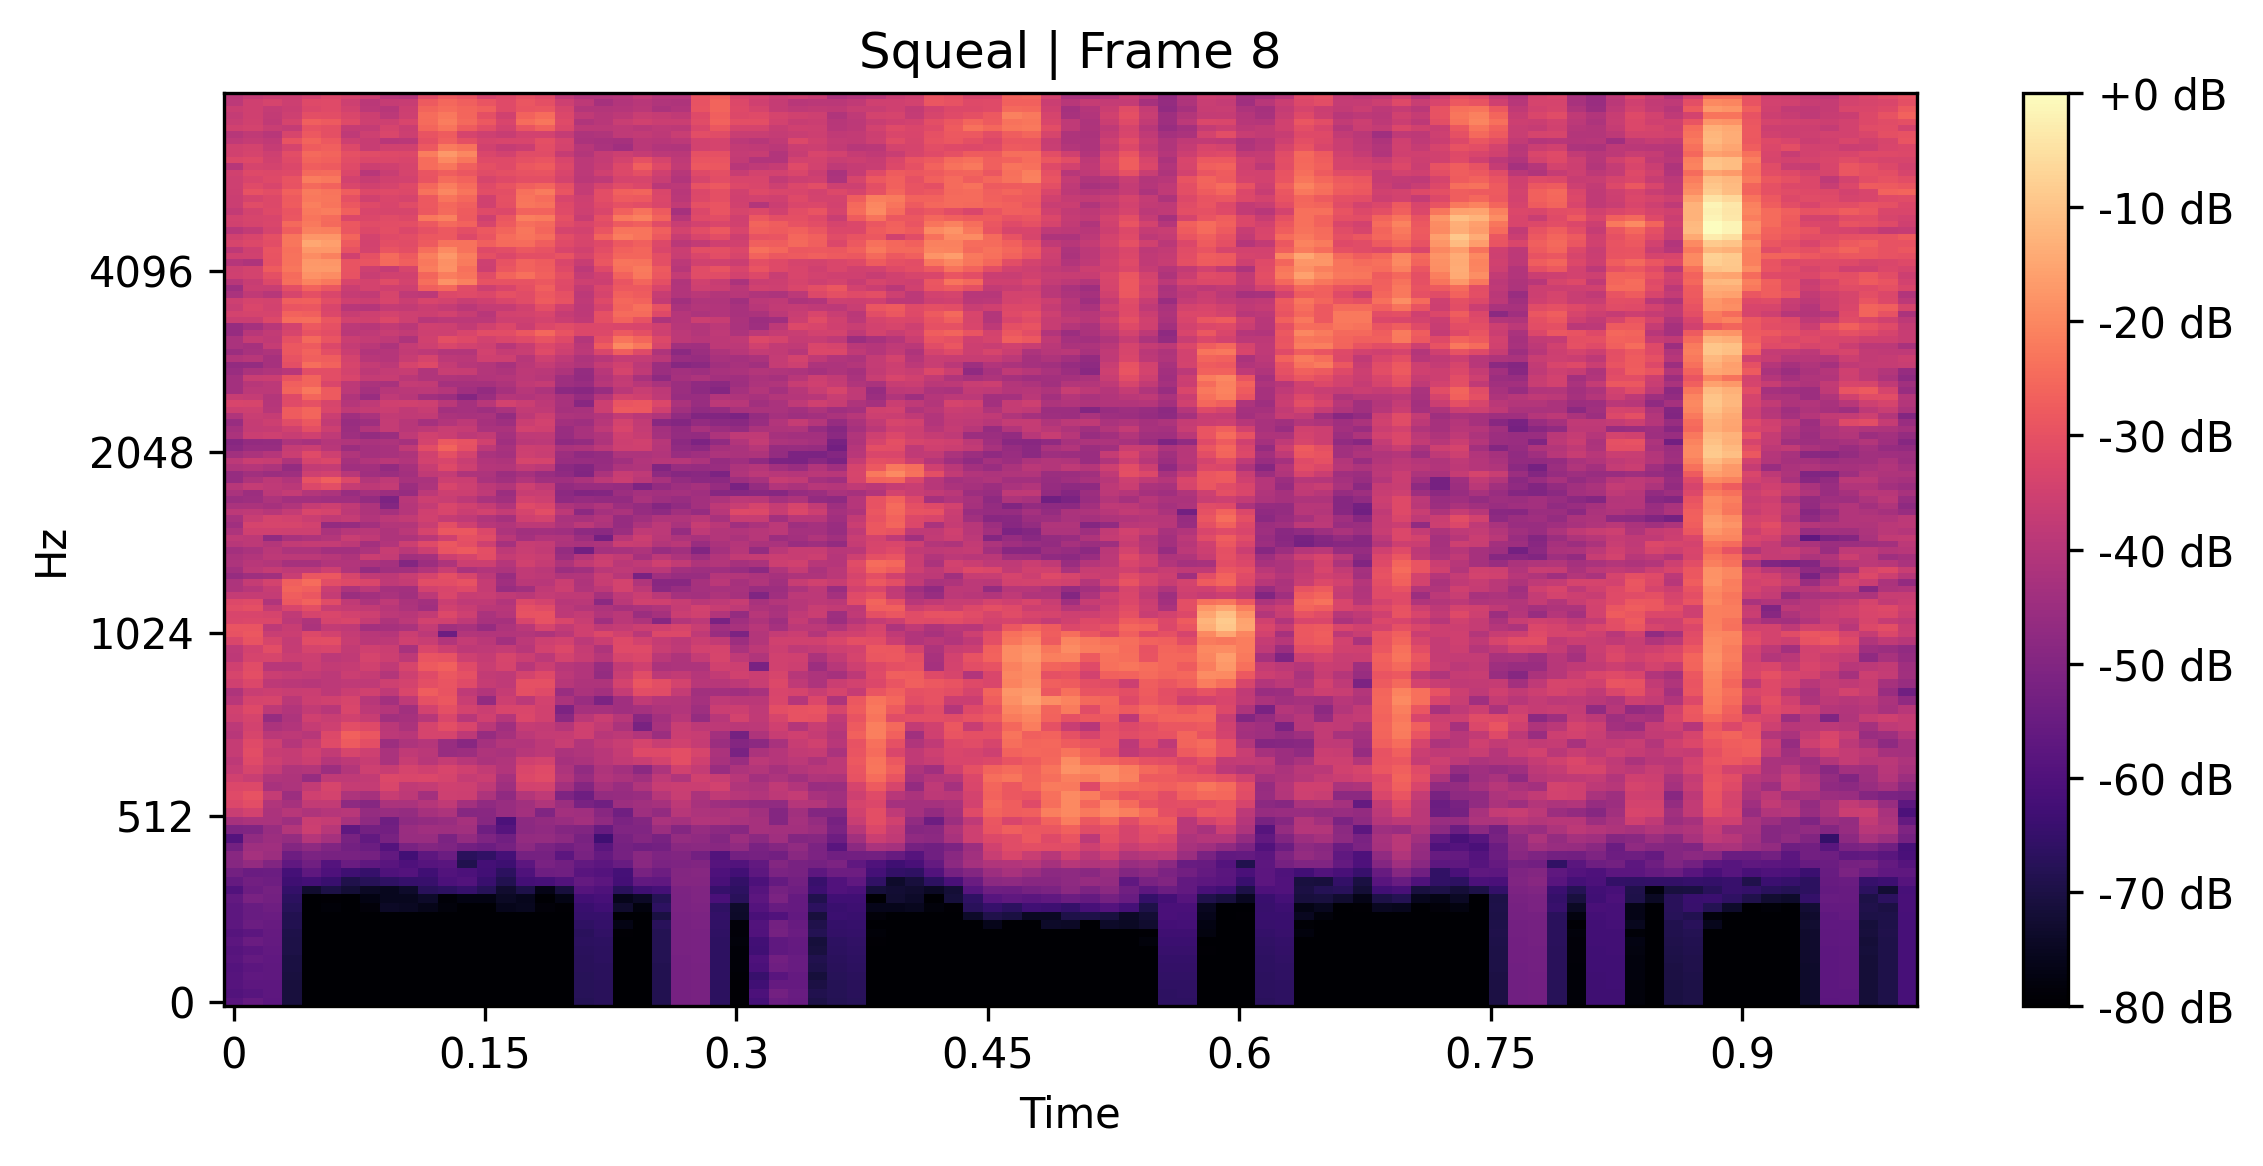 Squeal | Frame 8
+0 dB
-10 dB
-20 dB
-30 dB
-40 dB
-50 dB
-60 dB
-70 dB
-80 dB
Hz
4096
2048
1024
512
0
0 0.15 0.3 0.45 0.6 0.75 0.9
Time